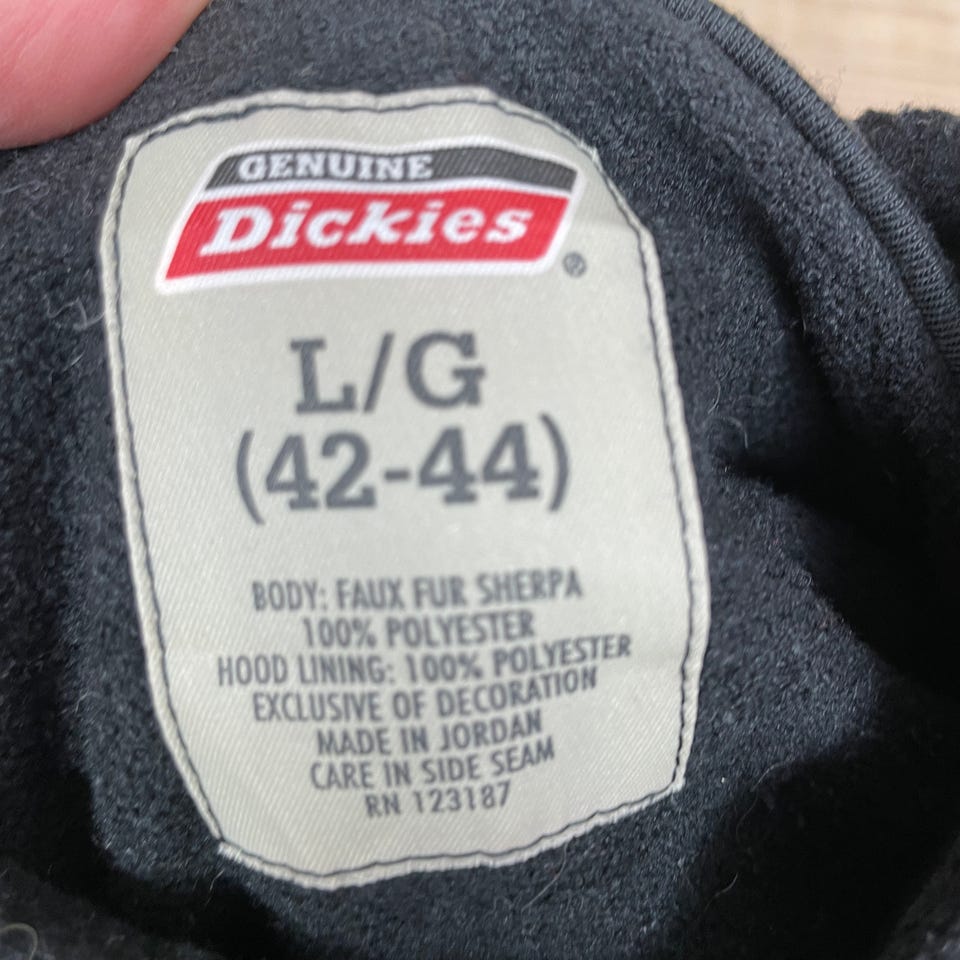 GENUINE
Dickies
®
L/G
(42-44)
BODY: FAUX FUR SHERPA
100% POLYESTER
HOOD LINING: 100% POLYESTER
EXCLUSIVE OF DECORATION
MADE IN JORDAN
CARE IN SIDE SEAM
RN 123187